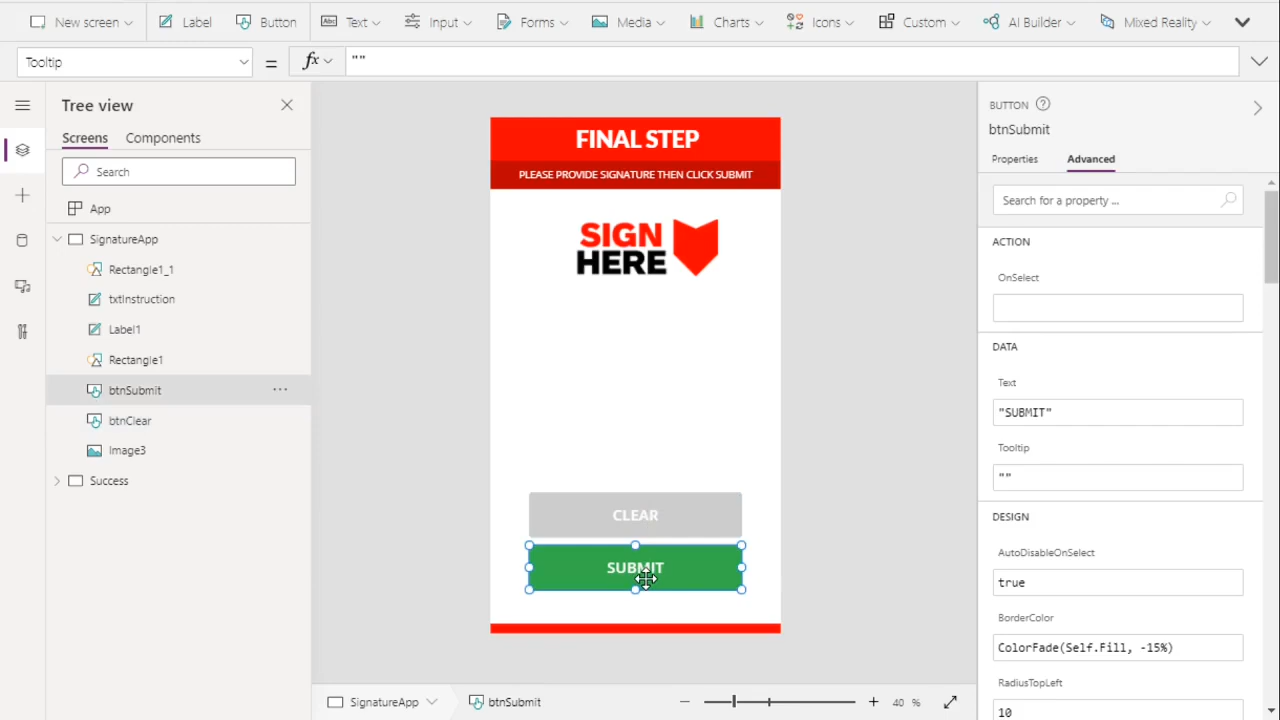 New screen
Label
Button
Abc Text
Input
Forms
Media
Charts
Icons
Custom
AI Builder
Mixed Reality
Tooltip
=
fx
""
Tree view
Screens
Components
Search
App
SignatureApp
Rectangle1_1
txtInstruction
Label1
Rectangle1
btnSubmit
...
btnClear
Image3
Success
FINAL STEP
PLEASE PROVIDE SIGNATURE THEN CLICK SUBMIT
SIGN
HERE
CLEAR
SUBMIT
SignatureApp
btnSubmit
40 %
BUTTON
btnSubmit
Properties
Advanced
Search for a property ...
ACTION
OnSelect
DATA
Text
"SUBMIT"
Tooltip
""
DESIGN
AutoDisableOnSelect
true
BorderColor
ColorFade(Self.Fill, -15%)
RadiusTopLeft
10